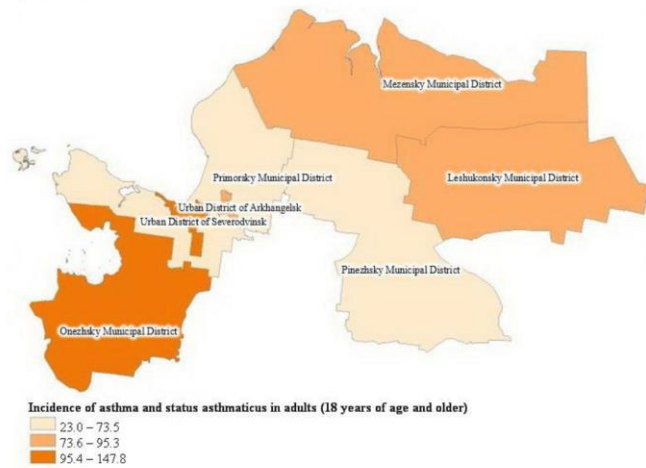 Mezensky Municipal District
Leshukonsky Municipal District
Primorsky Municipal District
Urban District of Arkhangelsk
Urban District of Severodvinsk
Pinezhsky Municipal District
Onezhsky Municipal District
Incidence of asthma and status asthmaticus in adults (18 years of age and older)
23.0 – 73.5
73.6 – 95.3
95.4 – 147.8